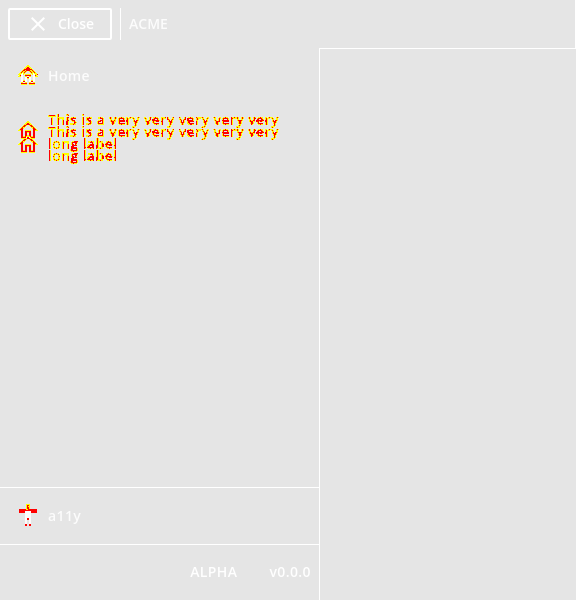 Close ACME
Home
This is a very very very very very
This is a very very very very very
long label
long label
a11y
ALPHA v0.0.0